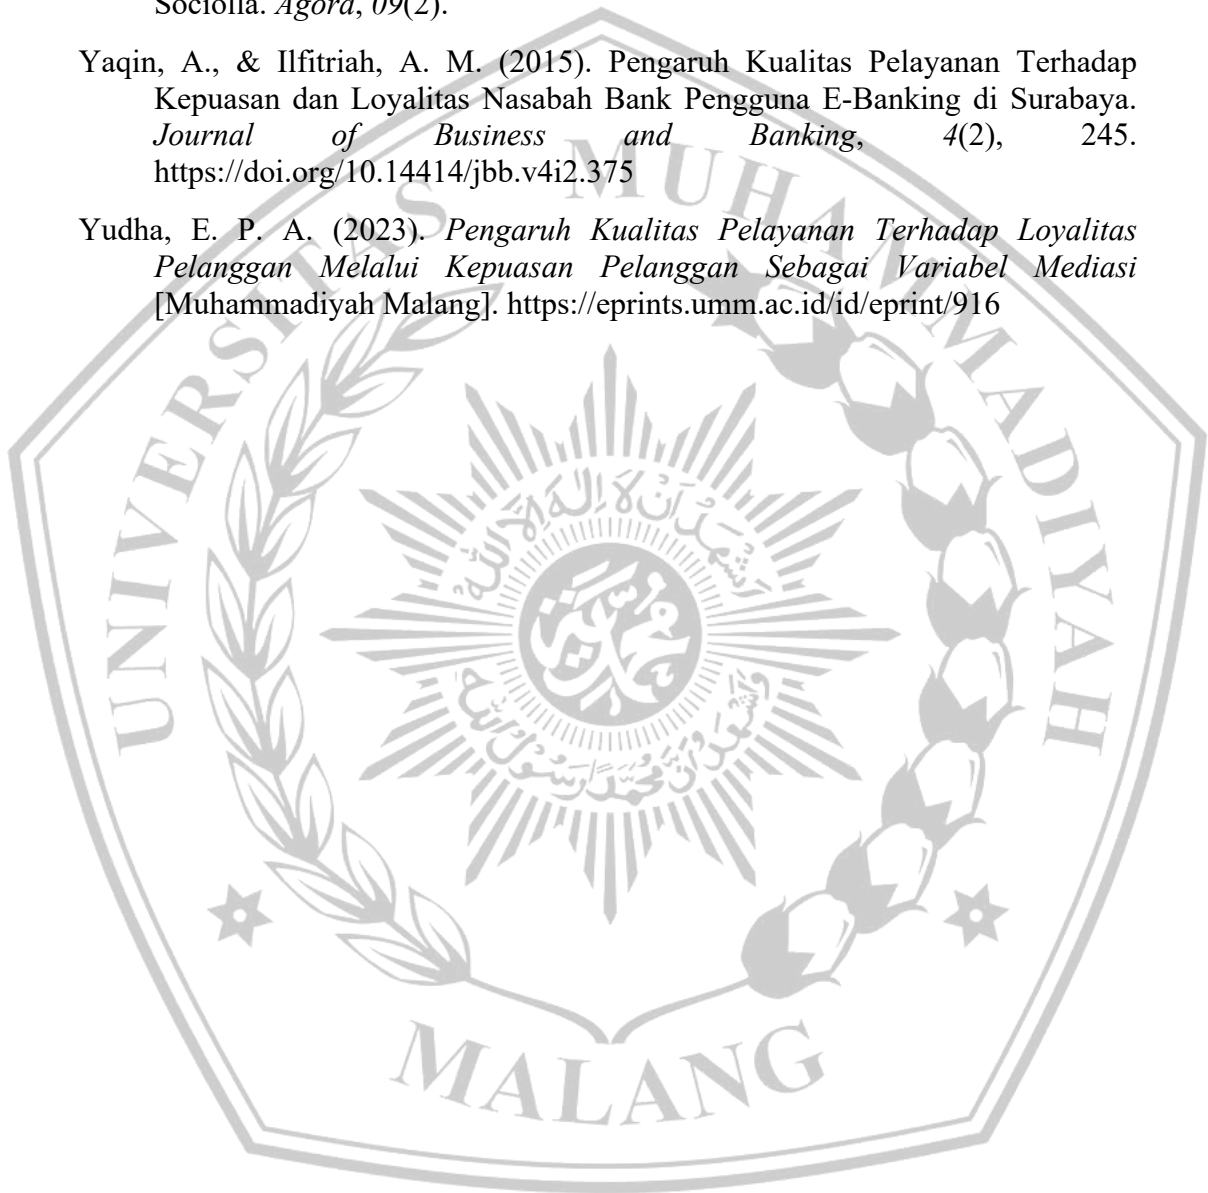 Sociolla. Agora, 09(2).
Yaqin, A., & Ilfitriah, A. M. (2015). Pengaruh Kualitas Pelayanan Terhadap
Kepuasan dan Loyalitas Nasabah Bank Pengguna E-Banking di Surabaya.
Journal of Business and Banking, 4(2), 245.
https://doi.org/10.14414/jbb.v4i2.375
Yudha, E. P. A. (2023). Pengaruh Kualitas Pelayanan Terhadap Loyalitas
Pelanggan Melalui Kepuasan Pelanggan Sebagai Variabel Mediasi
[Muhammadiyah Malang]. https://eprints.umm.ac.id/id/eprint/916
UNIVERSITAS MUHAMMADIYAH
MALANG